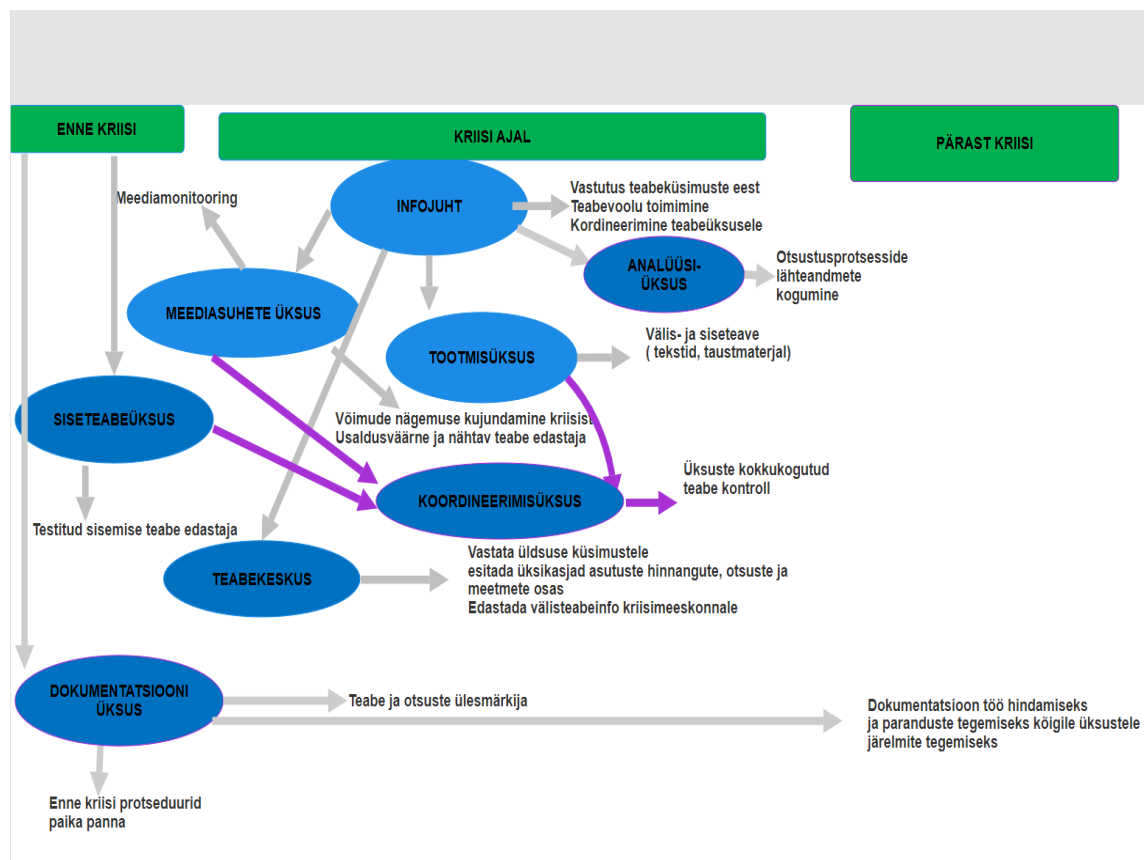 ENNE KRIISI
KRIISI AJAL
PÄRAST KRIISI
Meediamonitooring
INFOJUHT
Vastutus teabeküsimuste eest
Teabevoolu toimimine
Kordineerimine teabeüksusele
ANALÜÜSI-
ÜKSUS
Otsustusprotsesside
lähteandmete
kogumine
MEEDIASUHETE ÜKSUS
TOOTMISÜKSUS
Välis- ja siseteave
( tekstid, taustmaterjal)
SISETEABEÜKSUS
Võimude nägemuse kujundamine kriisist
Usaldusväärne ja nähtav teabe edastaja
KOORDINEERIMISÜKSUS
Üksuste kokkukogutud
teabe kontroll
Testitud sisemise teabe edastaja
TEABEKESKUS
Vastata üldsuse küsimustele
esitada üksikasjad asutuste hinnangute, otsuste ja
meetmete osas
Edastada välisteabeinfo kriisimeeskonnale
DOKUMENTATSIOONI
ÜKSUS
Teabe ja otsuste ülesmärkija
Dokumentatsioon töö hindamiseks
ja paranduste tegemiseks kõigile üksustele
järelmite tegemiseks
Enne kriisi protseduurid
paika panna